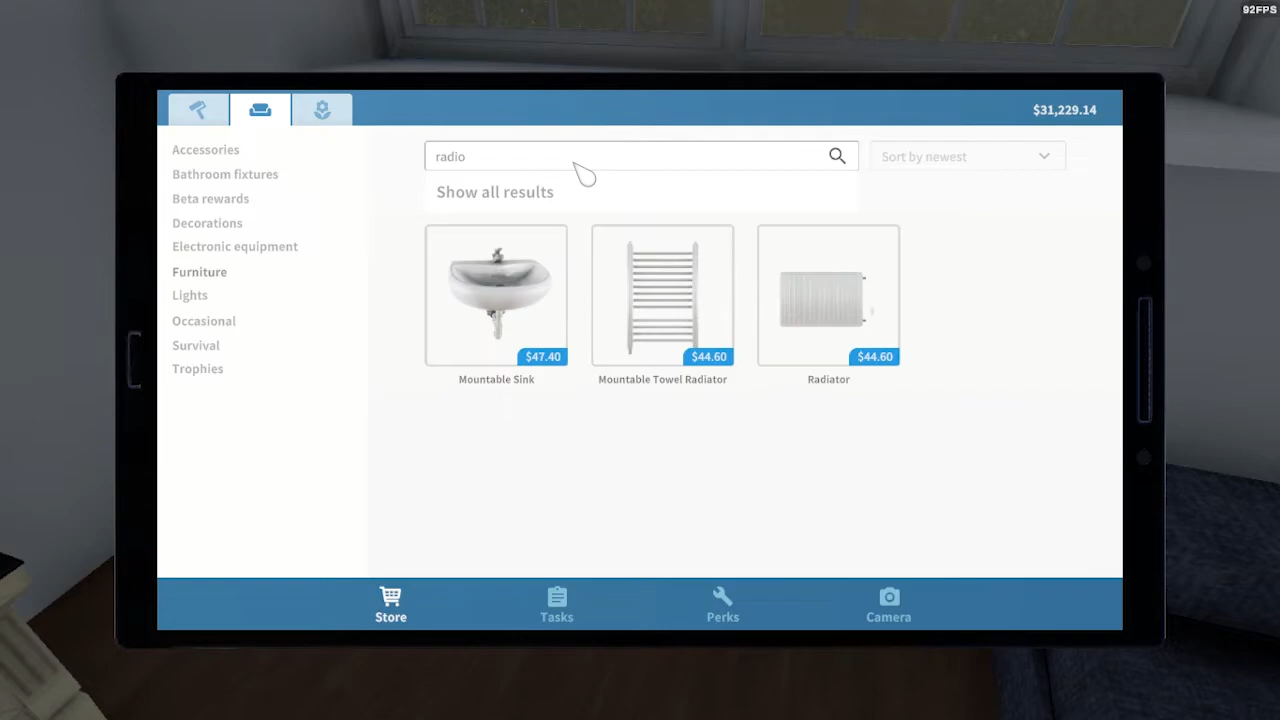 92FPS
$31,229.14
Accessories
Bathroom fixtures
Beta rewards
Decorations
Electronic equipment
Furniture
Lights
Occasional
Survival
Trophies
radio
Sort by newest
Show all results
$47.40
$44.60
$44.60
Mountable Sink
Mountable Towel Radiator
Radiator
Store
Tasks
Perks
Camera